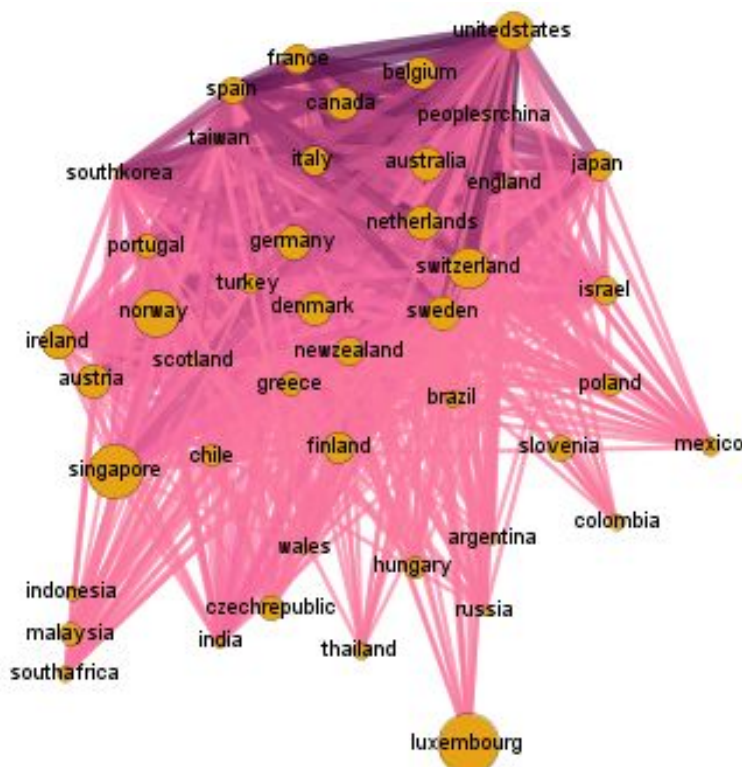 unitedstates
france
belgium
spain
canada
peoplesrchina
taiwan
italy
australia
japan
southkorea
england
netherlands
portugal
germany
switzerland
turkey
israel
norway
denmark
sweden
ireland
newzealand
scotland
austria
greece
poland
brazil
singapore
chile
finland
slovenia
mexico
colombia
wales
argentina
hungary
indonesia
czechrepublic
russia
malaysia
india
thailand
southafrica
luxembourg